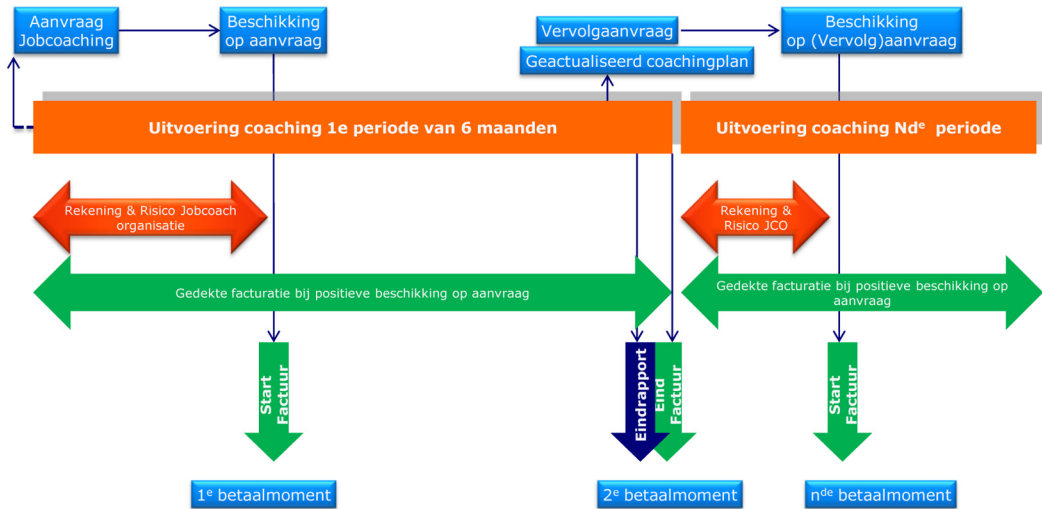 Aanvraag
Jobcoaching
Beschikking
op aanvraag
Vervolgaanvraag
Geactualiseerd coachingplan
Beschikking
op (Vervolg)aanvraag
Uitvoering coaching 1e periode van 6 maanden
Uitvoering coaching Ndᵉ periode
Rekening & Risico Jobcoach
organisatie
Rekening &
Risico JCO
Gedekte facturatie bij positieve beschikking op aanvraag
Gedekte facturatie bij positieve beschikking op
aanvraag
Start
Factuur
Eindrapport
Eind
Factuur
Start
Factuur
1ᵉ betaalmoment
2ᵉ betaalmoment
nᵈᵉ betaalmoment